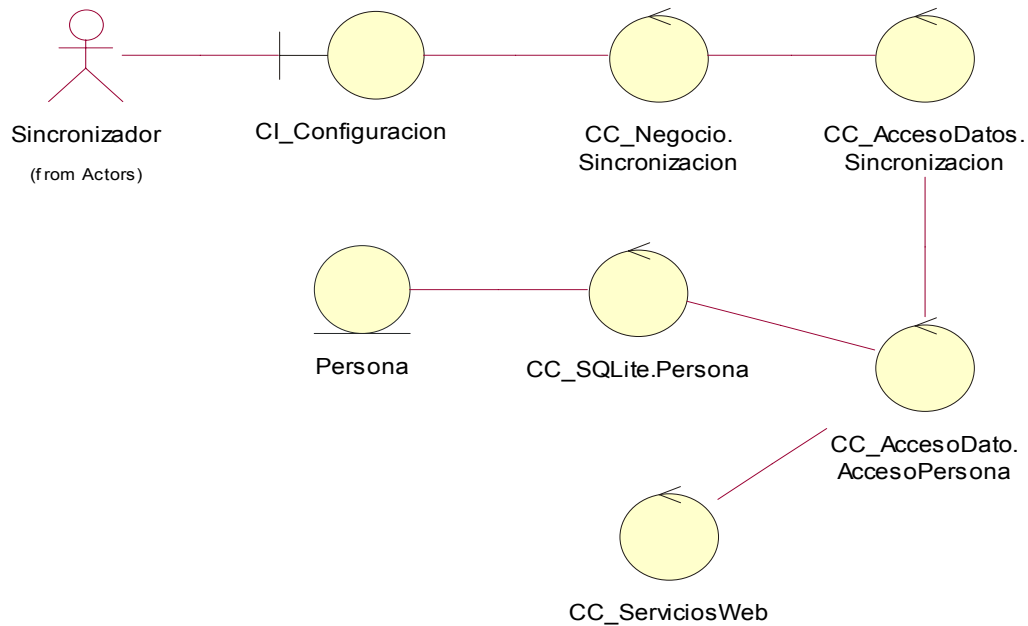 Sincronizador
(from Actors)
CI_Configuracion
CC_Negocio.
Sincronizacion
CC_AccesoDatos.
Sincronizacion
Persona
CC_SQLite.Persona
CC_AccesoDato.
AccesoPersona
CC_ServiciosWeb